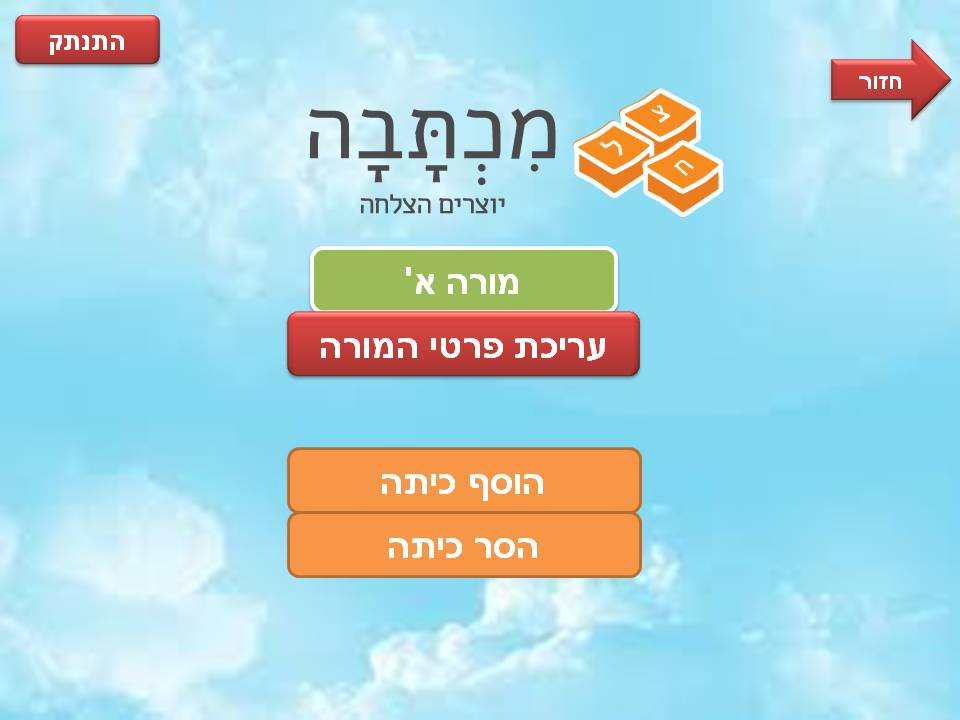 התנתק
חזור
מִכְתָּבָה
יוצרים הצלחה
צ
ל
ח
מורה א'
עריכת פרטי המורה
הוסף כיתה
הסר כיתה